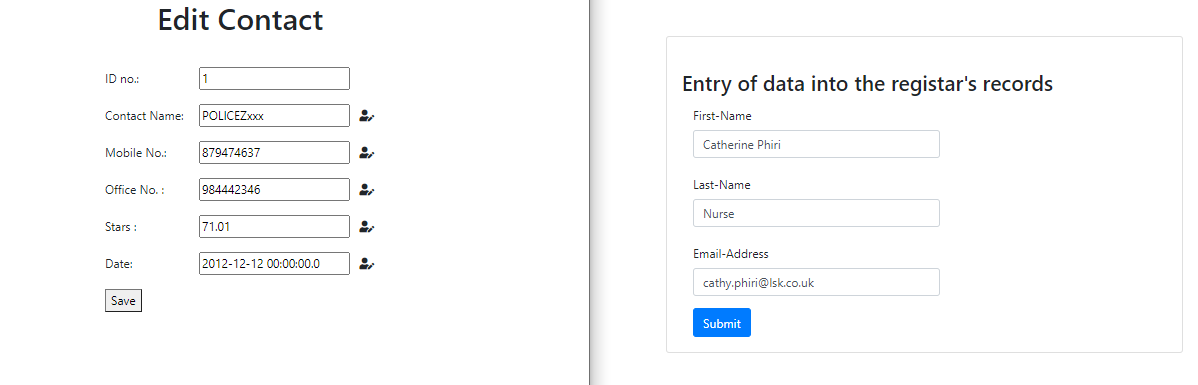 Edit Contact
ID no.: 1
Contact Name: POLICEZxxx
Mobile No.: 879474637
Office No. : 984442346
Stars : 71.01
Date: 2012-12-12 00:00:00.0
Save
Entry of data into the registar's records
First-Name
Catherine Phiri
Last-Name
Nurse
Email-Address
cathy.phiri@lsk.co.uk
Submit